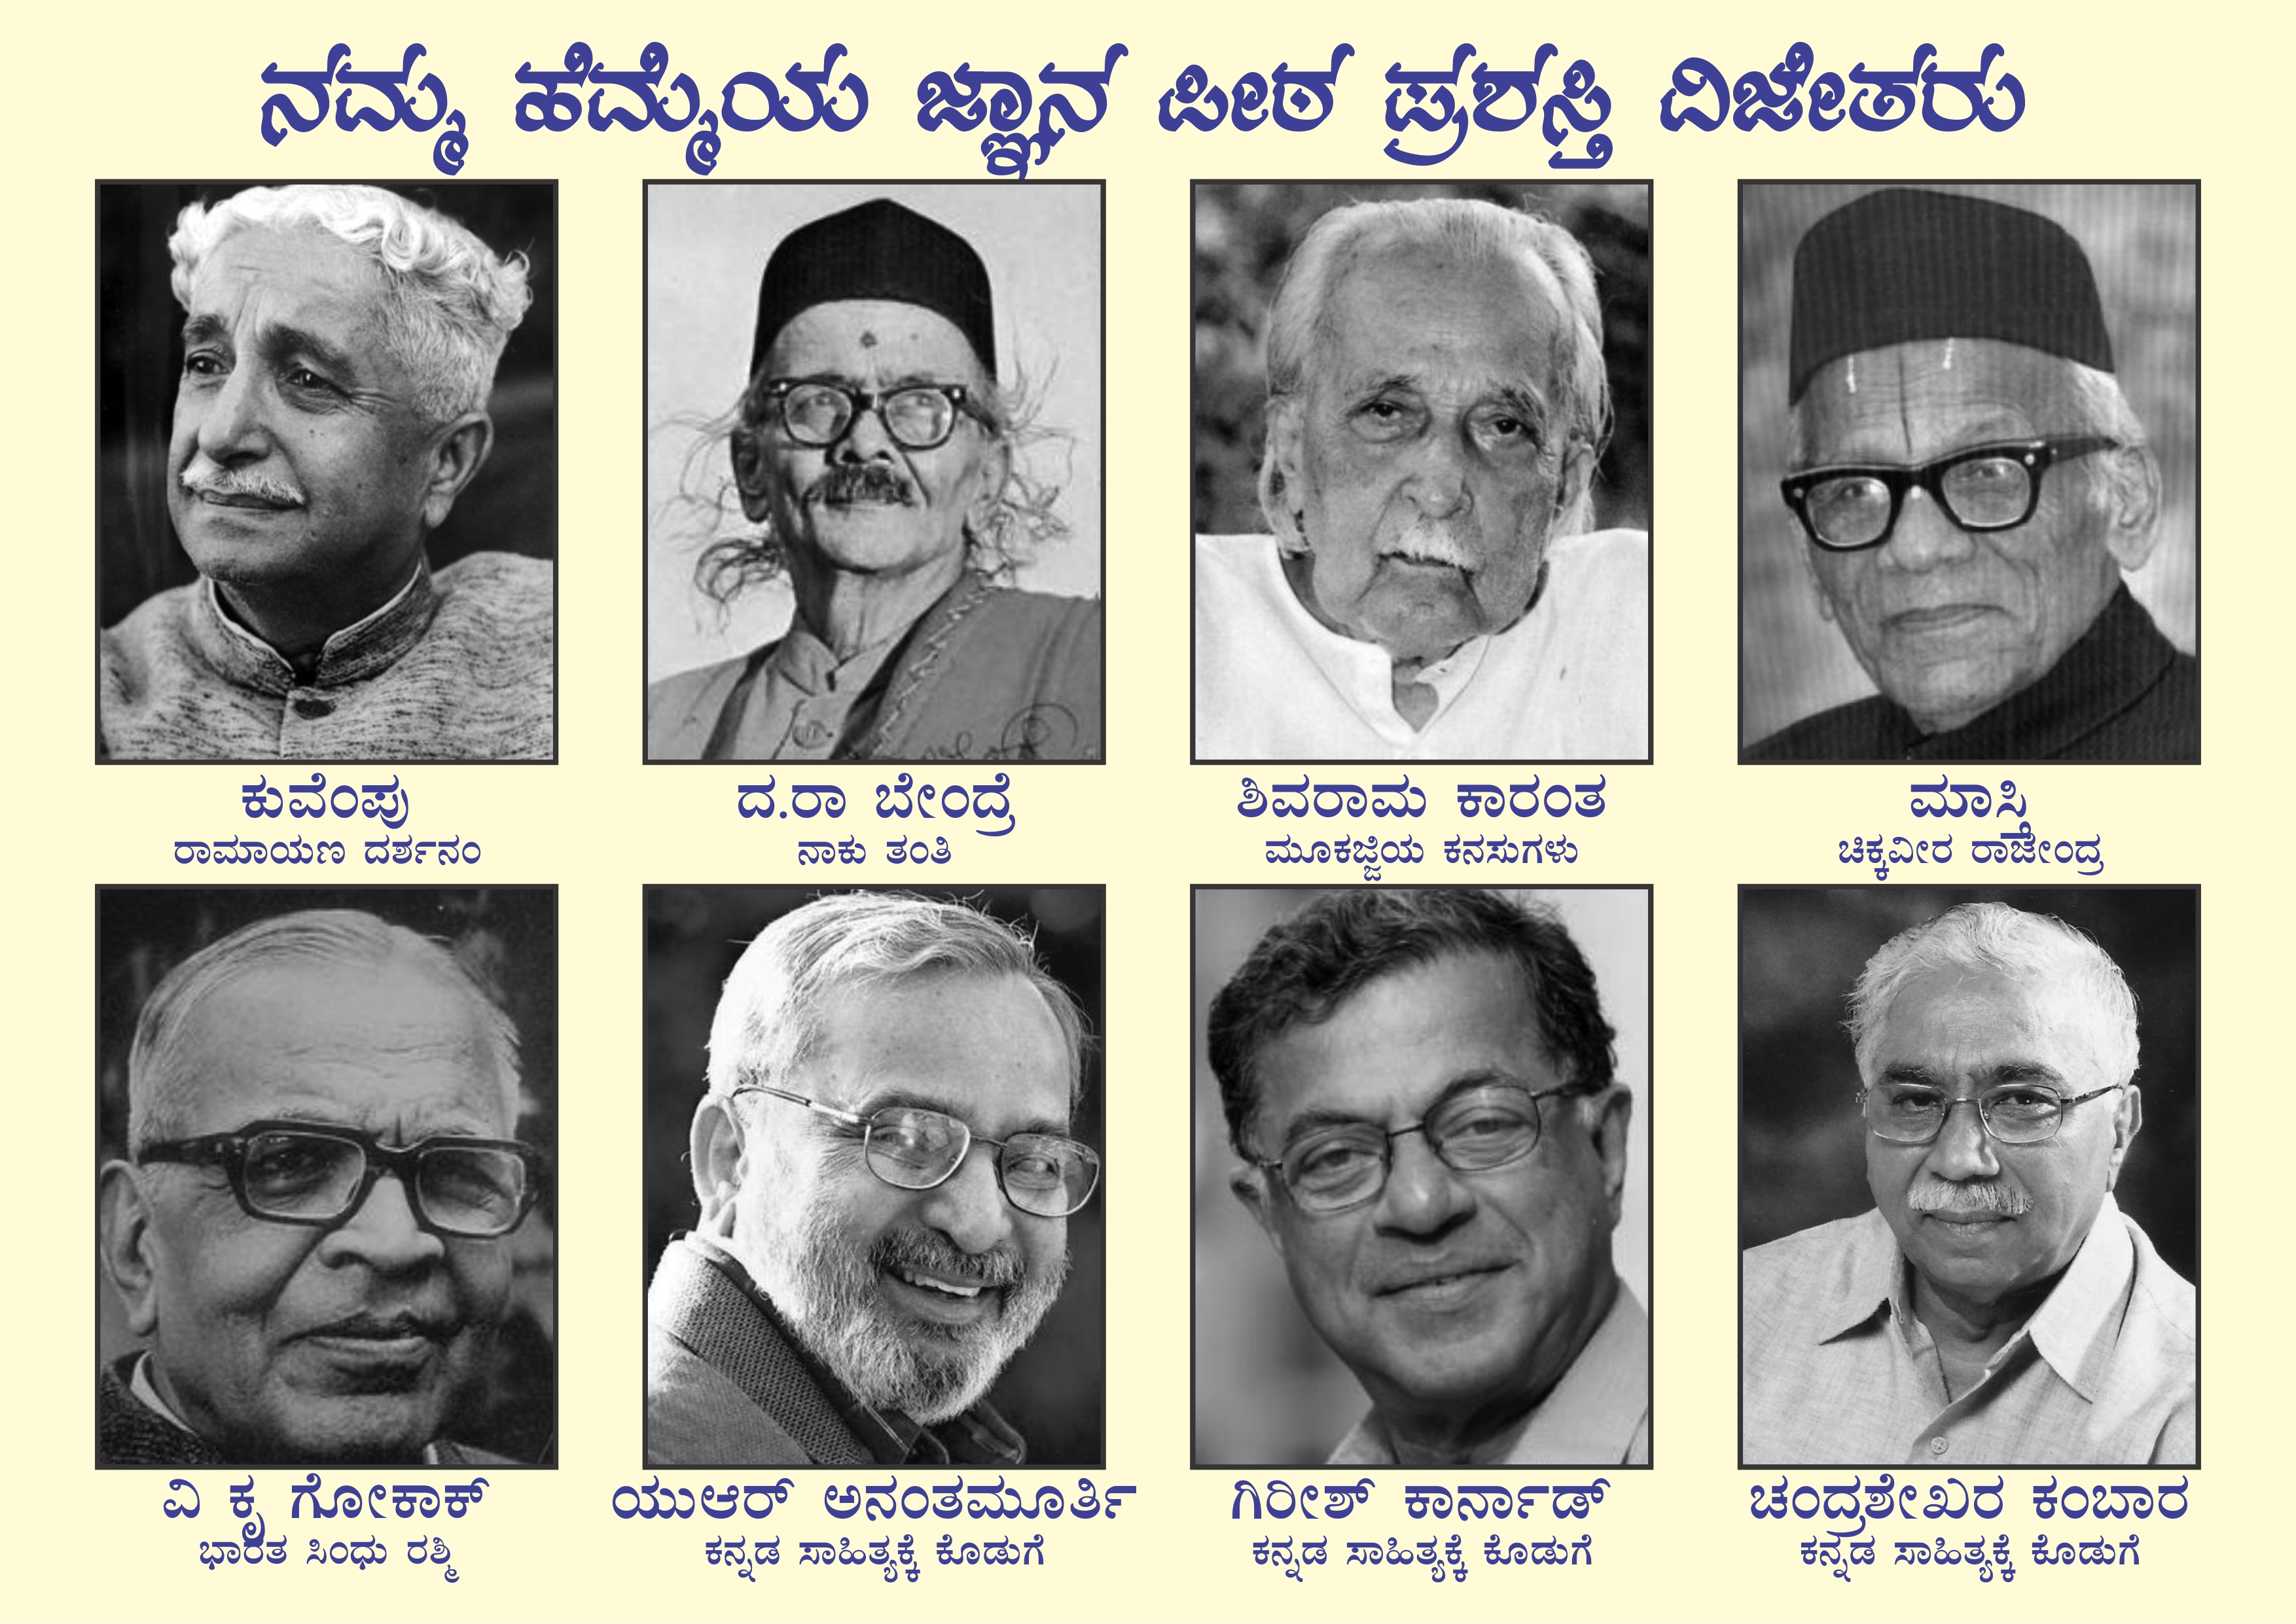 ನಮ್ಮ ಹೆಮ್ಮೆಯ ಜ್ಞಾನ ಪೀಠ ಪ್ರಶಸ್ತಿ ವಿಜೇತರು
ಕುವೆಂಪು
ರಾಮಾಯಣ ದರ್ಶನಂ
ದ.ರಾ ಬೇಂದ್ರೆ
ನಾಕು ತಂತಿ
ಶಿವರಾಮ ಕಾರಂತ
ಮೂಕಜ್ಜಿಯ ಕನಸುಗಳು
ಮಾಸ್ತಿ
ಚಿಕ್ಕವೀರ ರಾಜೇಂದ್ರ
ವಿ ಕೃ ಗೋಕಾಕ್
ಭಾರತ ಸಿಂಧು ರಶ್ಮಿ
ಯುಆರ್ ಅನಂತಮೂರ್ತಿ
ಕನ್ನಡ ಸಾಹಿತ್ಯಕ್ಕೆ ಕೊಡುಗೆ
ಗಿರೀಶ್ ಕಾರ್ನಾಡ್
ಕನ್ನಡ ಸಾಹಿತ್ಯಕ್ಕೆ ಕೊಡುಗೆ
ಚಂದ್ರಶೇಖರ ಕಂಬಾರ
ಕನ್ನಡ ಸಾಹಿತ್ಯಕ್ಕೆ ಕೊಡುಗೆ